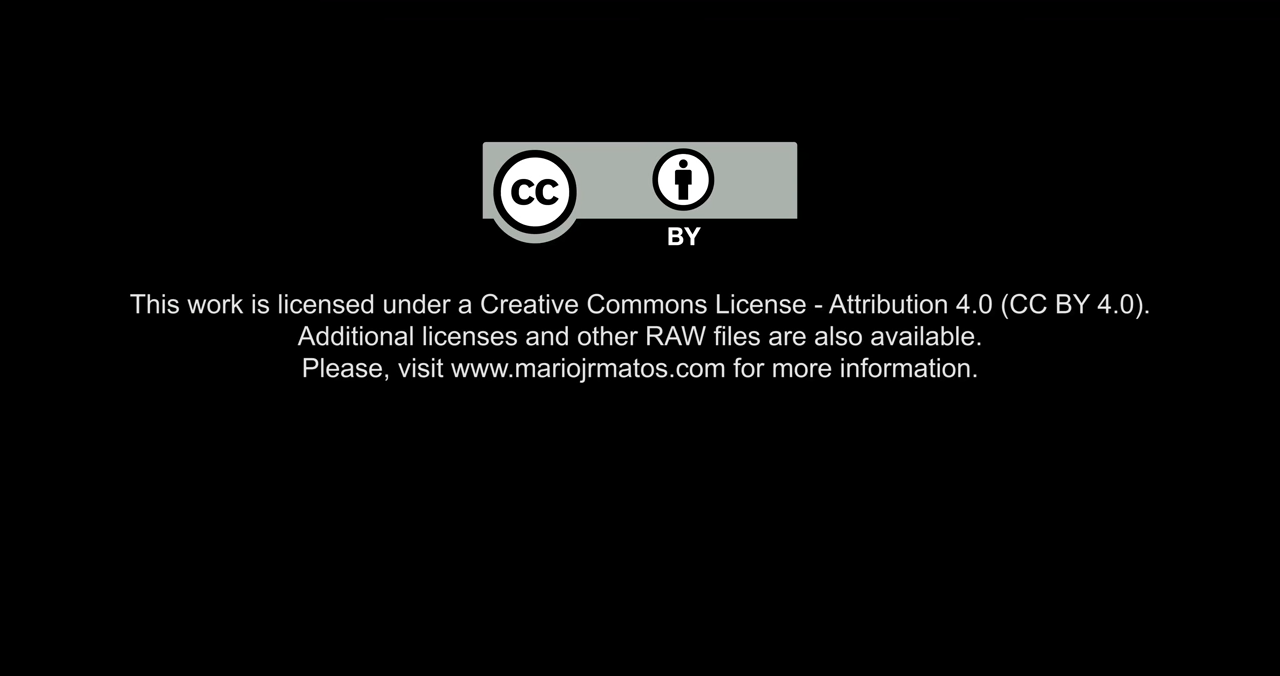 CC
BY
This work is licensed under a Creative Commons License - Attribution 4.0 (CC BY 4.0).
Additional licenses and other RAW files are also available.
Please, visit www.mariojrmatos.com for more information.